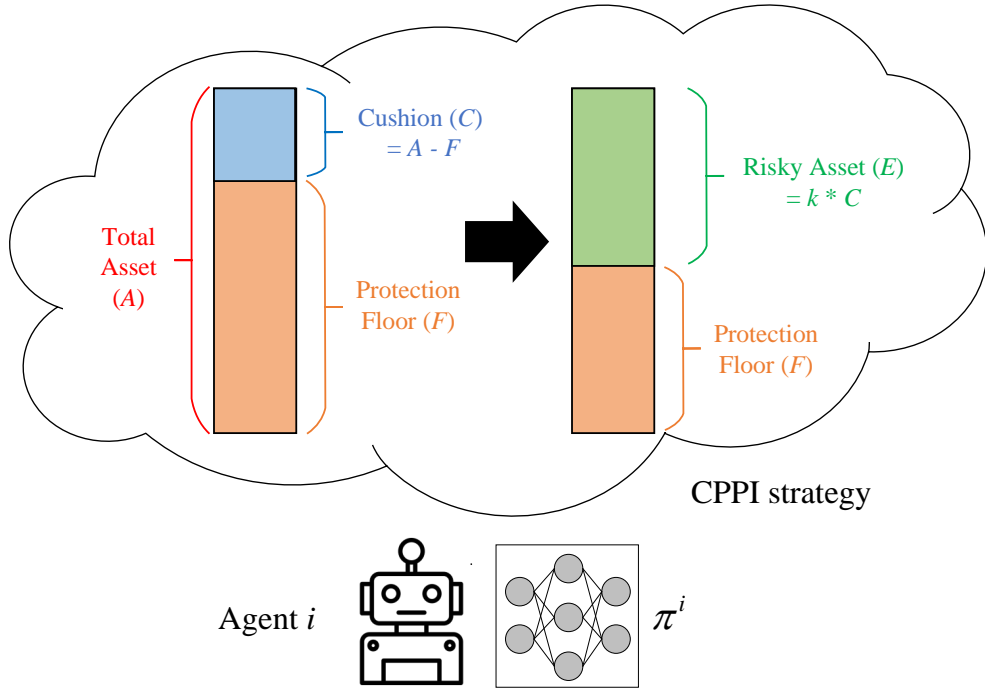 Cushion (C)
= A - F
Total
Asset
(A)
Protection
Floor (F)
Risky Asset (E)
= k * C
Protection
Floor (F)
CPPI strategy
Agent i
π^i